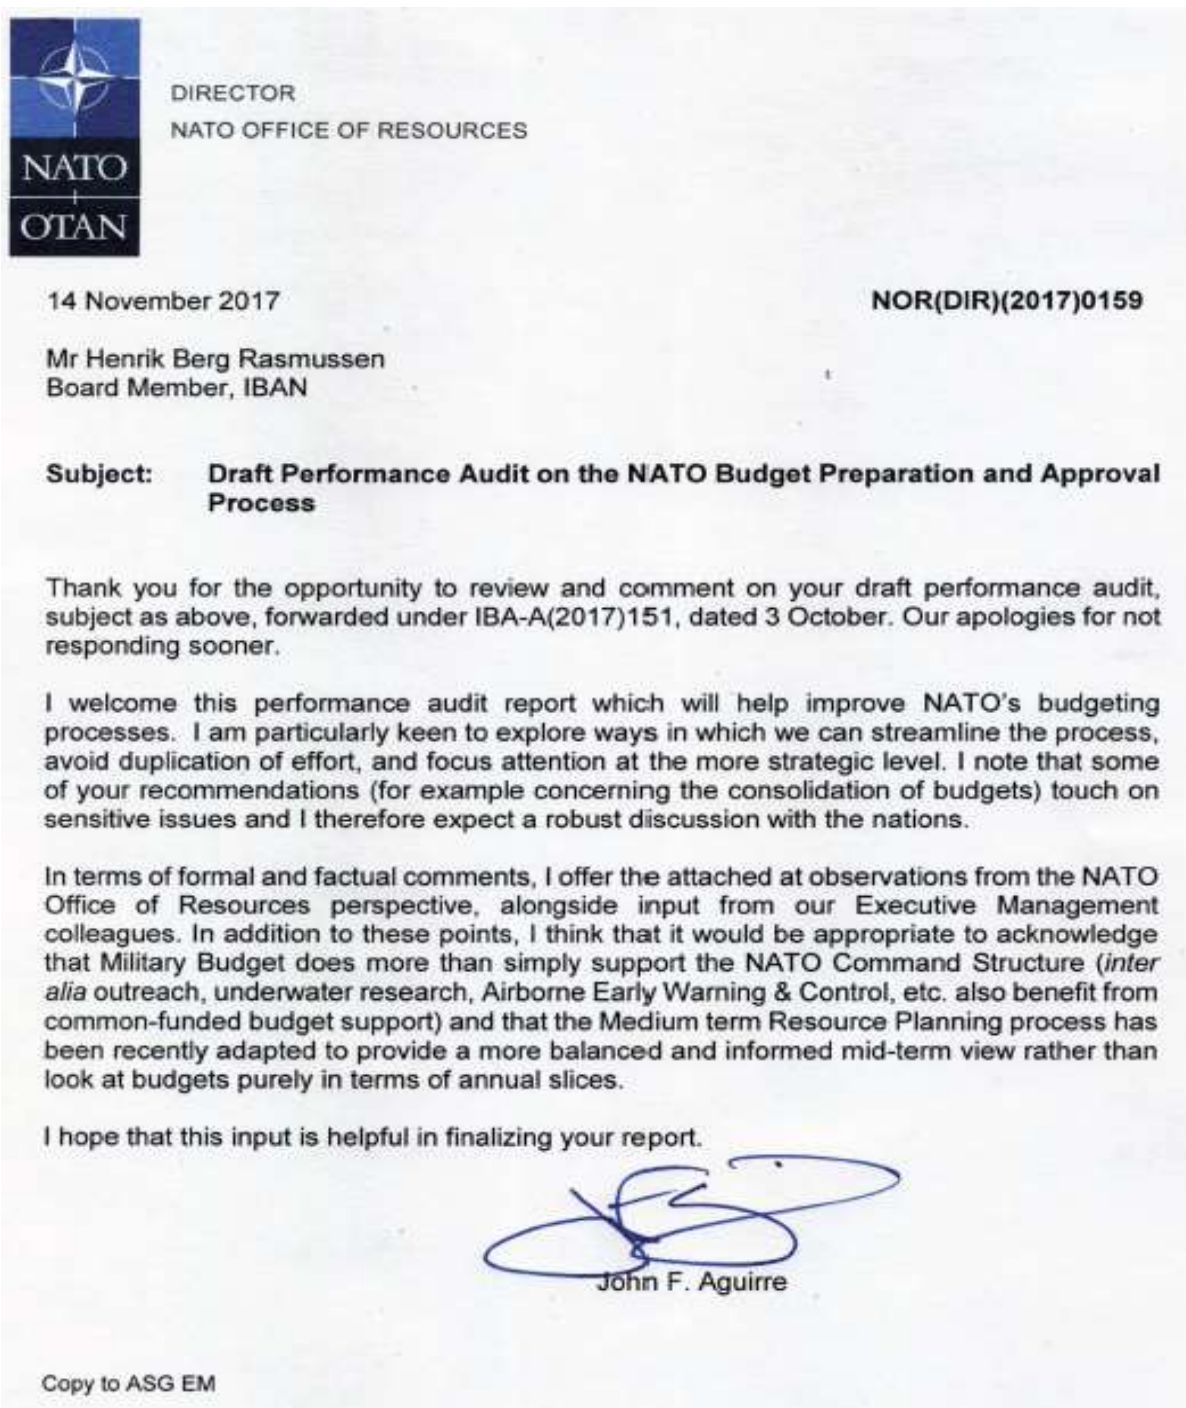 DIRECTOR
NATO OFFICE OF RESOURCES
NATO
OTAN
14 November 2017 NOR(DIR)(2017)0159
Mr Henrik Berg Rasmussen
Board Member, IBAN
Subject: Draft Performance Audit on the NATO Budget Preparation and Approval
Process
Thank you for the opportunity to review and comment on your draft performance audit,
subject as above, forwarded under IBA-A(2017)151, dated 3 October. Our apologies for not
responding sooner.
I welcome this performance audit report which will help improve NATO's budgeting
processes. I am particularly keen to explore ways in which we can streamline the process,
avoid duplication of effort, and focus attention at the more strategic level. I note that some
of your recommendations (for example concerning the consolidation of budgets) touch on
sensitive issues and I therefore expect a robust discussion with the nations.
In terms of formal and factual comments, I offer the attached at observations from the NATO
Office of Resources perspective, alongside input from our Executive Management
colleagues. In addition to these points, I think that it would be appropriate to acknowledge
that Military Budget does more than simply support the NATO Command Structure (inter
alia outreach, underwater research, Airborne Early Warning & Control, etc. also benefit from
common-funded budget support) and that the Medium term Resource Planning process has
been recently adapted to provide a more balanced and informed mid-term view rather than
look at budgets purely in terms of annual slices.
I hope that this input is helpful in finalizing your report.
John F. Aguirre
Copy to ASG EM